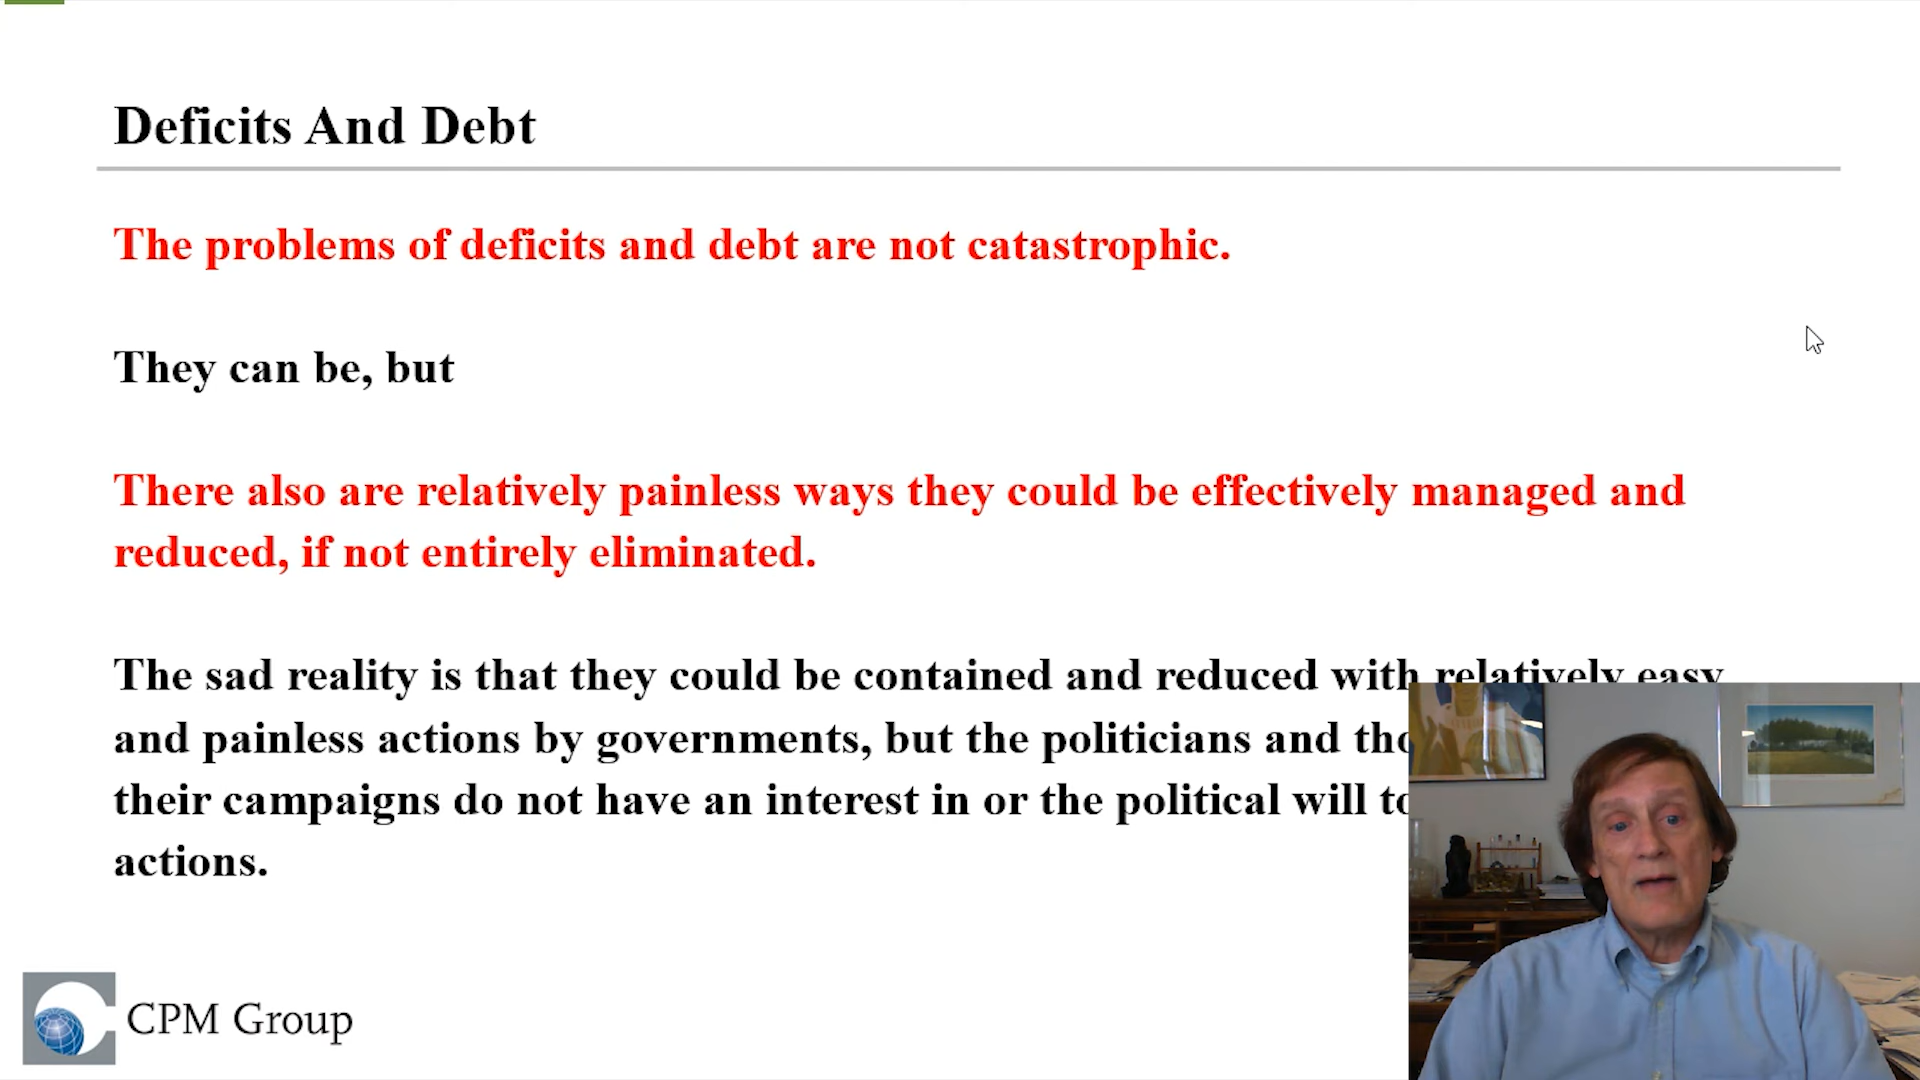 Deficits And Debt
The problems of deficits and debt are not catastrophic.
They can be, but
There also are relatively painless ways they could be effectively managed and
reduced, if not entirely eliminated.
The sad reality is that they could be contained and reduced with relatively easy
and painless actions by governments, but the politicians and
their campaigns do not have an interest in or the political will
actions.
CPM Group